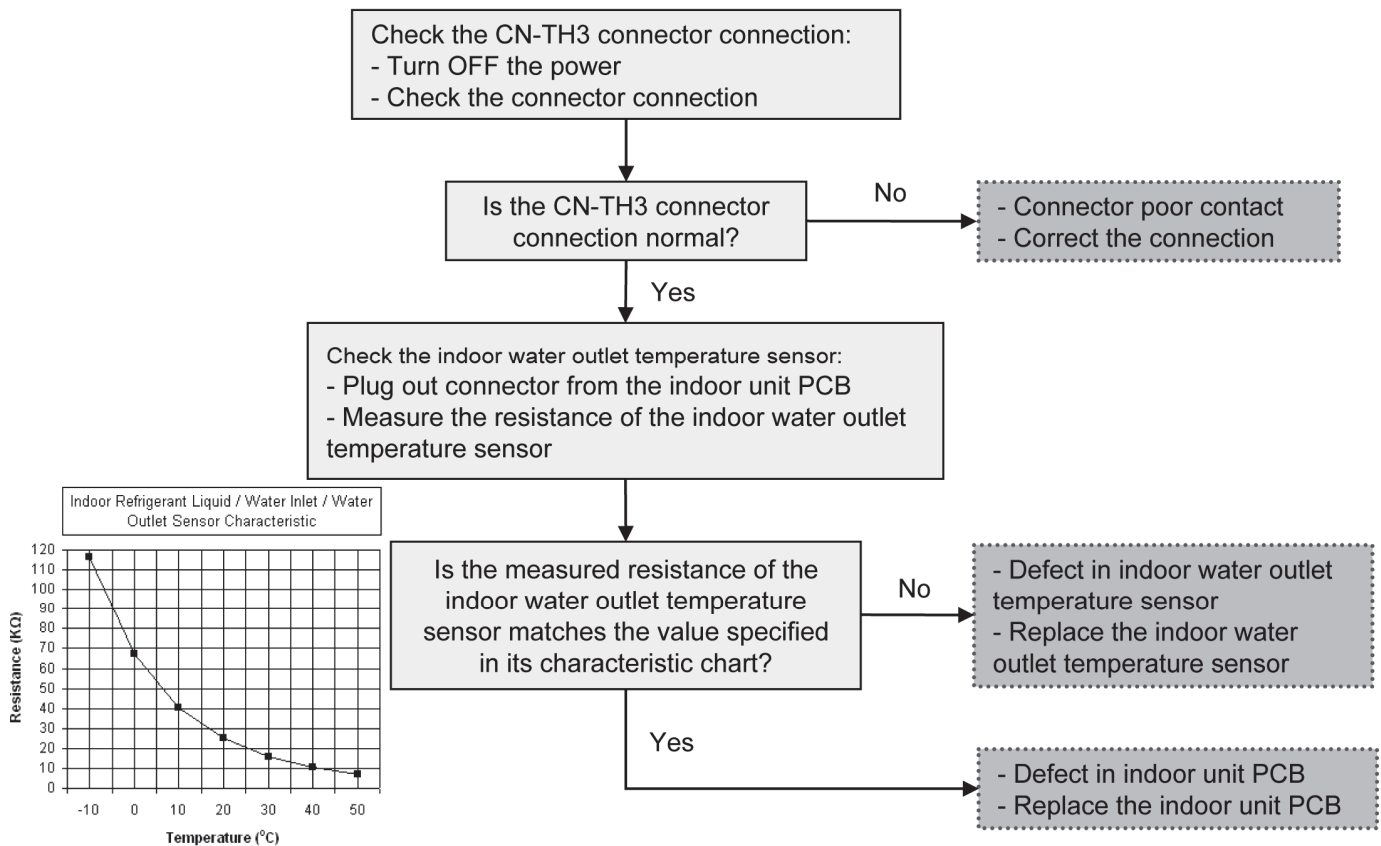 Check the CN-TH3 connector connection:
- Turn OFF the power
- Check the connector connection
Is the CN-TH3 connector
connection normal?
No
- Connector poor contact
- Correct the connection
Yes
Check the indoor water outlet temperature sensor:
- Plug out connector from the indoor unit PCB
- Measure the resistance of the indoor water outlet
temperature sensor
Indoor Refrigerant Liquid / Water Inlet / Water
Outlet Sensor Characteristic
120
110
100
90
80
70
60
50
40
30
20
10
0
Resistance (KΩ)
-10 0 10 20 30 40 50
Temperature (°C)
Is the measured resistance of the
indoor water outlet temperature
sensor matches the value specified
in its characteristic chart?
No
- Defect in indoor water outlet
temperature sensor
- Replace the indoor water
outlet temperature sensor
Yes
- Defect in indoor unit PCB
- Replace the indoor unit PCB